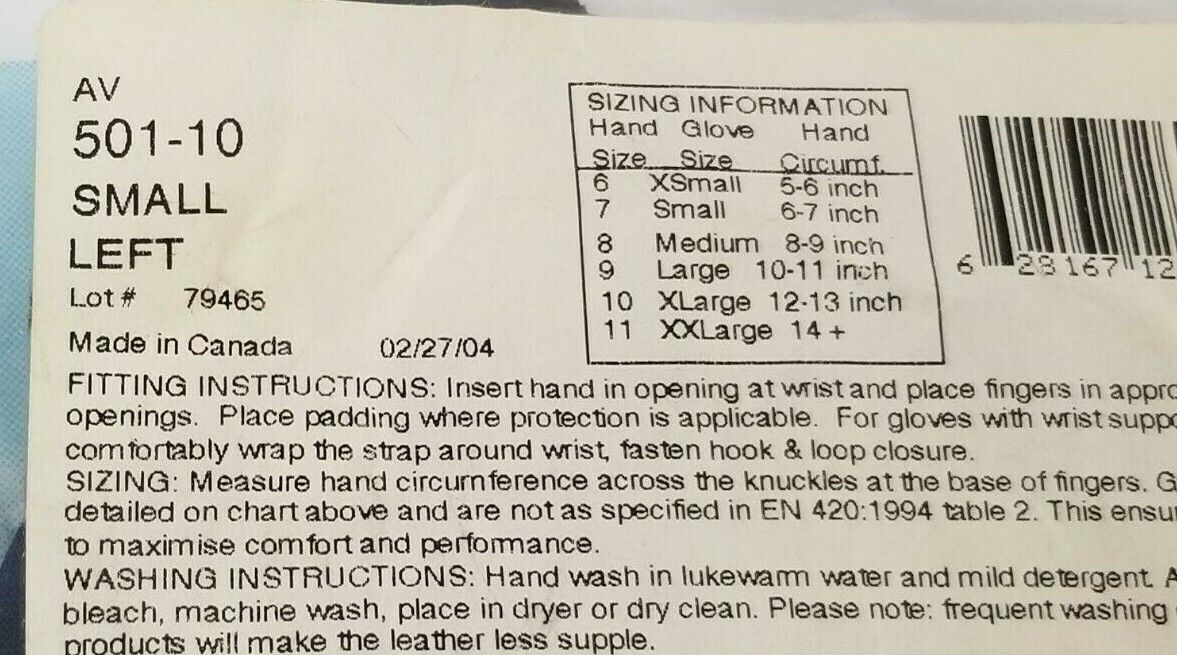 AV
501-10
SMALL
LEFT
Lot # 79465
Made in Canada 02/27/04
SIZING INFORMATION
Hand Glove Hand
Size Size Circumf.
6 XSmall 5-6 inch
7 Small 6-7 inch
8 Medium 8-9 inch
9 Large 10-11 inch
10 XLarge 12-13 inch
11 XXLarge 14 +
6 28167 12
FITTING INSTRUCTIONS: Insert hand in opening at wrist and place fingers in appro
openings. Place padding where protection is applicable. For gloves with wrist suppo
comfortably wrap the strap around wrist, fasten hook & loop closure.
SIZING: Measure hand circumference across the knuckles at the base of fingers. G
detailed on chart above and are not as specified in EN 420:1994 table 2. This ensu
to maximise comfort and performance.
WASHING INSTRUCTIONS: Hand wash in lukewarm water and mild detergent. A
bleach, machine wash, place in dryer or dry clean. Please note: frequent washing
products will make the leather less supple.